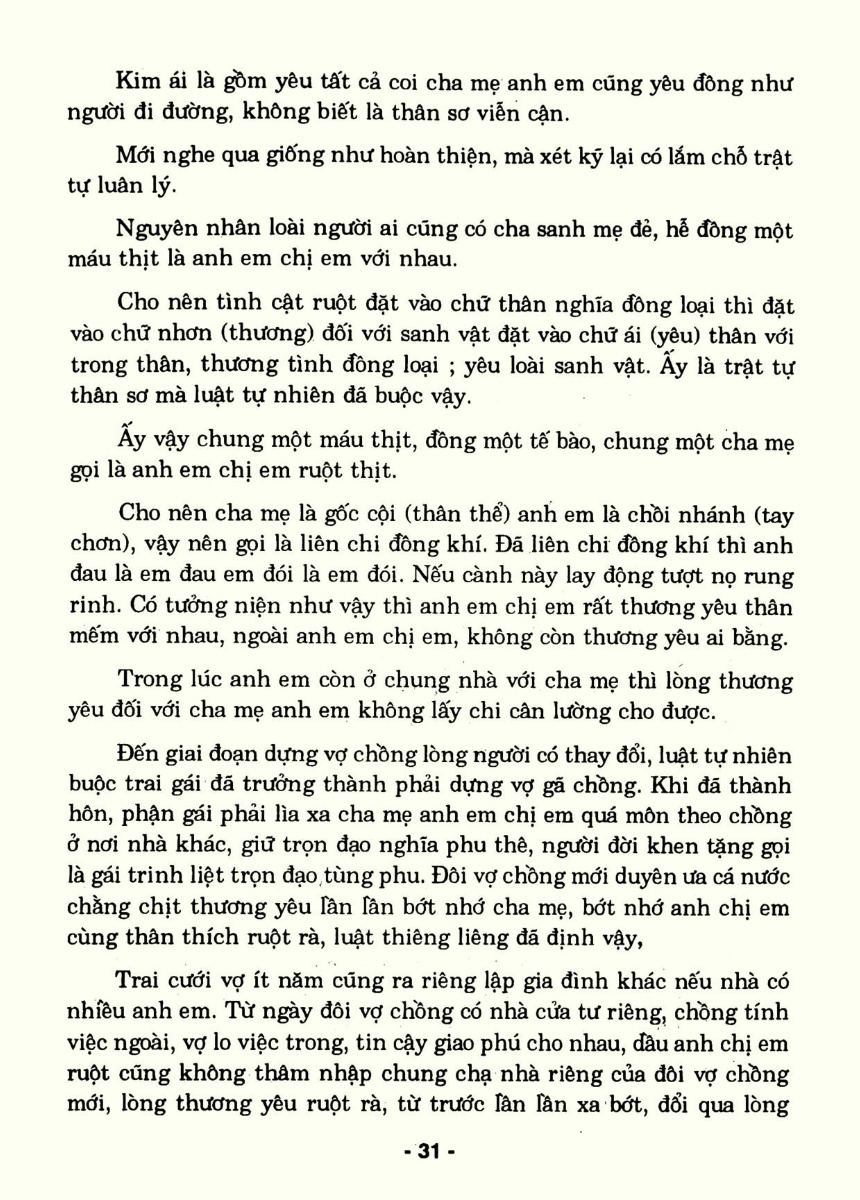 Kim ái là gồm yêu tất cả coi cha mẹ anh em cũng yêu đông như
người đi đường, không biết là thân sơ viễn cận.
Mới nghe qua giống như hoàn thiện, mà xét kỹ lại có lắm chỗ trật
tự luân lý.
Nguyên nhân loài người ai cũng có cha sanh mẹ đẻ, hễ đồng một
máu thịt là anh em chị em với nhau.
Cho nên tình cật ruột đặt vào chữ thân nghĩa đông loại thì đặt
vào chữ nhơn (thương) đối với sanh vật đặt vào chữ ái (yêu) thân với
trong thân, thương tình đồng loại ; yêu loài sanh vật. Ấy là trật tự
thân sơ mà luật tự nhiên đã buộc vậy.
Ấy vậy chung một máu thịt, đồng một tế bào, chung một cha mẹ
gọi là anh em chị em ruột thịt.
Cho nên cha mẹ là gốc cội (thân thể) anh em là chồi nhánh (tay
chơn), vậy nên gọi là liên chi đồng khí. Đã liên chi đồng khí thì anh
đau là em đau em đói là em đói. Nếu cành này lay động tượt nọ rung
rinh. Có tưởng niện như vậy thì anh em chị em rất thương yêu thân
mếm với nhau, ngoài anh em chị em, không còn thương yêu ai bằng.
Trong lúc anh em còn ở chung nhà với cha mẹ thì lòng thương
yêu đối với cha mẹ anh em không lấy chi cân lường cho được.
Đến giai đoạn dựng vợ chồng lòng người có thay đổi, luật tự nhiên
buộc trai gái đã trưởng thành phải dựng vợ gã chồng. Khi đã thành
hôn, phận gái phải lìa xa cha mẹ anh em chị em quá môn theo chồng
ở nơi nhà khác, giữ trọn đạo nghĩa phu thê, người đời khen tặng gọi
là gái trinh liệt trọn đạo tùng phu. Đôi vợ chồng mới duyên ưa cá nước
chằng chịt thương yêu lần lần bớt nhớ cha mẹ, bớt nhớ anh chị em
cùng thân thích ruột rà, luật thiêng liêng đã định vậy,
Trai cưới vợ ít năm cũng ra riêng lập gia đình khác nếu nhà có
nhiều anh em. Từ ngày đôi vợ chồng có nhà cửa tư riêng, chồng tính
việc ngoài, vợ lo việc trong, tin cậy giao phú cho nhau, dầu anh chị em
ruột cũng không thâm nhập chung chạ nhà riêng của đôi vợ chồng
mới, lòng thương yêu ruột rà, từ trước lần lần xa bớt, đổi qua lòng
- 31 -